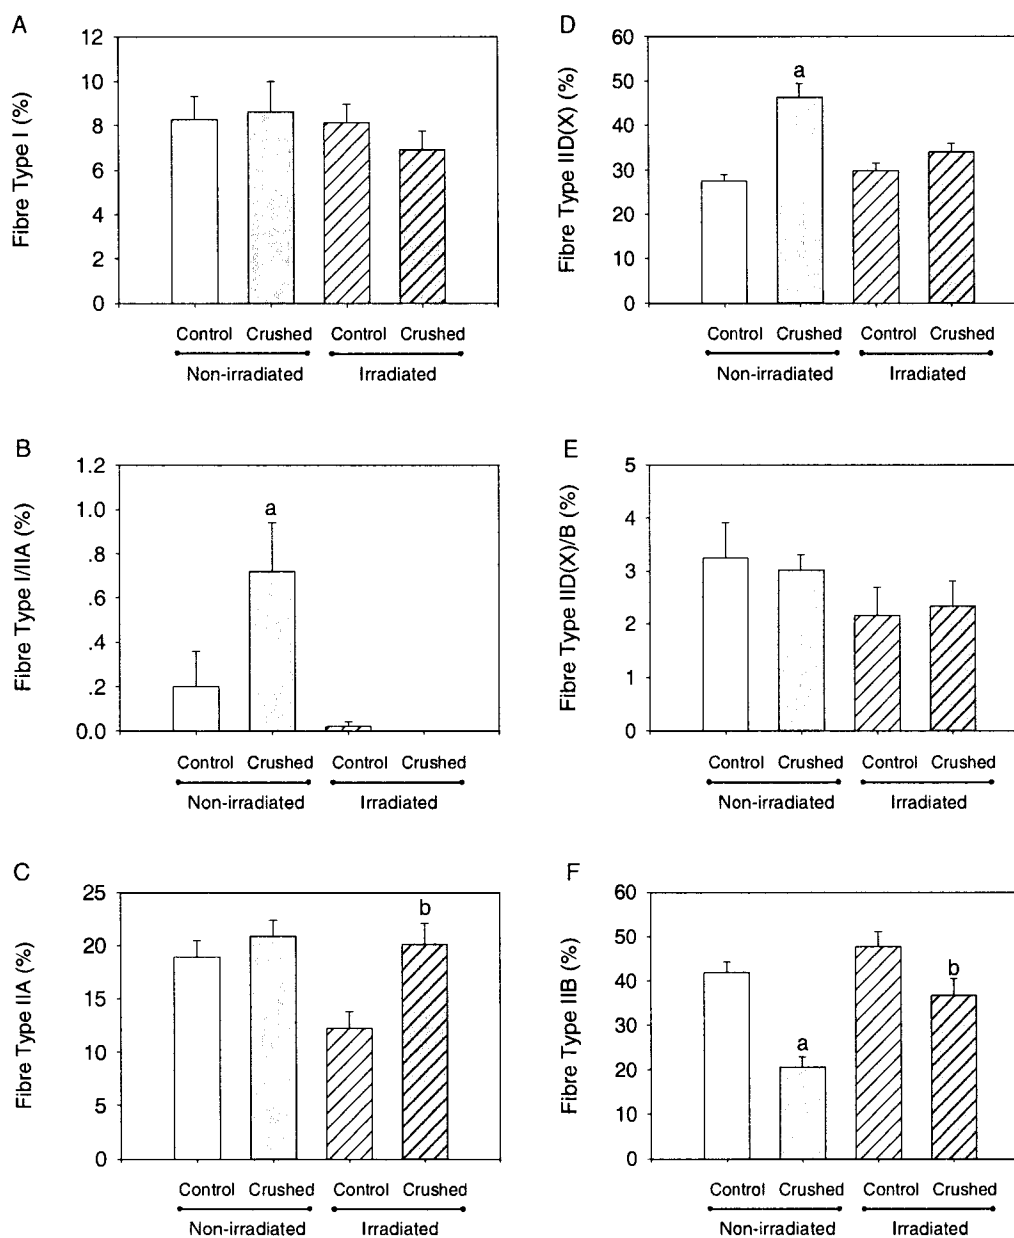 A
Fibre Type I (%)
12
10
8
6
4
2
0
Control Crushed Control Crushed
Non-irradiated Irradiated
D
Fibre Type IID(X) (%)
60
50
40
30
20
10
0
a
Control Crushed Control Crushed
Non-irradiated Irradiated
B
Fibre Type I/IIA (%)
1.2
1.0
.8
.6
.4
.2
0.0
a
Control Crushed Control Crushed
Non-irradiated Irradiated
E
Fibre Type IID(X)/B (%)
5
4
3
2
1
0
Control Crushed Control Crushed
Non-irradiated Irradiated
C
Fibre Type IIA (%)
25
20
15
10
5
0
b
Control Crushed Control Crushed
Non-irradiated Irradiated
F
Fibre Type IIB (%)
60
50
40
30
20
10
0
a
b
Control Crushed Control Crushed
Non-irradiated Irradiated